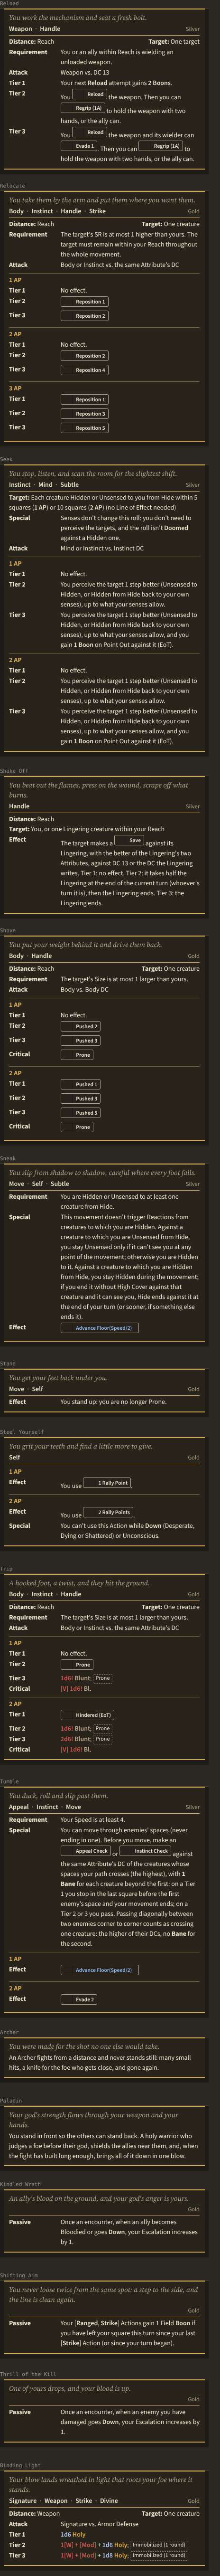 Reload
You work the mechanism and seat a fresh bolt.
Weapon · Handle Silver
Distance: Reach Target: One target
Requirement You or an ally within Reach is wielding an
unloaded weapon.
Attack Weapon vs. DC 13
Tier 1 Your next Reload attempt gains 2 Boons.
Tier 2 You Reload the weapon. Then you can
Regrip (1A) to hold the weapon with two
hands, or the ally can.
Tier 3 You Reload the weapon and its wielder can
Evade 1. Then you can Regrip (1A) to
hold the weapon with two hands, or the ally can.
Relocate
You take them by the arm and put them where you want them.
Body · Instinct · Handle · Strike Gold
Distance: Reach Target: One creature
Requirement The target's SR is at most 1 higher than yours. The
target must remain within your Reach throughout
the whole movement.
Attack Body or Instinct vs. the same Attribute's DC
1 AP
Tier 1 No effect.
Tier 2 Reposition 1
Tier 3 Reposition 2
2 AP
Tier 1 No effect.
Tier 2 Reposition 2
Tier 3 Reposition 4
3 AP
Tier 1 Reposition 1
Tier 2 Reposition 3
Tier 3 Reposition 5
Seek
You stop, listen, and scan the room for the slightest shift.
Instinct · Mind · Subtle Silver
Target: Each creature Hidden or Unsensed to you from Hide within 5
squares (1 AP) or 10 squares (2 AP) (no Line of Effect needed)
Special Senses don't change this roll: you don't need to
perceive the targets, and the roll isn't Doomed
against a Hidden one.
Attack Mind or Instinct vs. Instinct DC
1 AP
Tier 1 No effect.
Tier 2 You perceive the target 1 step better (Unsensed to
Hidden, or Hidden from Hide back to your own
senses), up to what your senses allow.
Tier 3 You perceive the target 1 step better (Unsensed to
Hidden, or Hidden from Hide back to your own
senses), up to what your senses allow, and you
gain 1 Boon on Point Out against it (EoT).
2 AP
Tier 1 No effect.
Tier 2 You perceive the target 1 step better (Unsensed to
Hidden, or Hidden from Hide back to your own
senses), up to what your senses allow.
Tier 3 You perceive the target 1 step better (Unsensed to
Hidden, or Hidden from Hide back to your own
senses), up to what your senses allow, and you
gain 1 Boon on Point Out against it (EoT).
Shake Off
You beat out the flames, press on the wound, scrape off what
burns.
Handle Silver
Distance: Reach
Target: You, or one Lingering creature within your Reach
Effect The target makes a Save against its
Lingering, with the better of the Lingering's two
Attributes, against DC 13 or the DC the Lingering
writes. Tier 1: no effect. Tier 2: it takes half the
Lingering at the end of the current turn (whoever's
turn it is), then the Lingering ends. Tier 3: the
Lingering ends.
Shove
You put your weight behind it and drive them back.
Body · Handle Gold
Distance: Reach Target: One creature
Requirement The target's Size is at most 1 larger than yours.
Attack Body vs. Body DC
1 AP
Tier 1 No effect.
Tier 2 Pushed 2
Tier 3 Pushed 3
Critical Prone
2 AP
Tier 1 Pushed 1
Tier 2 Pushed 3
Tier 3 Pushed 5
Critical Prone
Sneak
You slip from shadow to shadow, careful where every foot falls.
Move · Self · Subtle Silver
Requirement You are Hidden or Unsensed to at least one
creature from Hide.
Special This movement doesn't trigger Reactions from
creatures to which you are Hidden. Against a
creature to which you are Unsensed from Hide,
you stay Unsensed only if it can't see you at any
point of the movement; otherwise you are Hidden
to it. Against a creature to which you are Hidden
from Hide, you stay Hidden during the movement;
if you end it without High Cover against that
creature and it can see you, Hide ends against it at
the end of your turn (or sooner, if something else
ends it).
Effect Advance Floor(Speed/2)
Stand
You get your feet back under you.
Move · Self Gold
Effect You stand up: you are no longer Prone.
Steel Yourself
You grit your teeth and find a little more to give.
Self Gold
1 AP
Effect You use 1 Rally Point.
2 AP
Effect You use 2 Rally Points.
Special You can't use this Action while Down (Desperate,
Dying or Shattered) or Unconscious.
Trip
A hooked foot, a twist, and they hit the ground.
Body · Instinct · Handle Gold
Distance: Reach Target: One creature
Requirement The target's Size is at most 1 larger than yours.
Attack Body or Instinct vs. the same Attribute's DC
1 AP
Tier 1 No effect.
Tier 2 Prone
Tier 3 1d6! Blunt; Prone
Critical [V] 1d6! Bl.
2 AP
Tier 1 Hindered (EoT)
Tier 2 1d6! Blunt; Prone
Tier 3 2d6! Blunt; Prone
Critical [V] 1d6! Bl.
Tumble
You duck, roll and slip past them.
Appeal · Instinct · Move Silver
Requirement Your Speed is at least 4.
Special You can move through enemies' spaces (never
ending in one). Before you move, make an
Appeal Check or Instinct Check against
the same Attribute's DC of the creatures whose
spaces your path crosses (the highest), with 1
Bane for each creature beyond the first: on a Tier
1 you stop in the last square before the first
enemy's space and your movement ends; on a
Tier 2 or 3 you pass. Passing diagonally between
two enemies corner to corner counts as crossing
one creature: the higher of their DCs, no Bane for
the second.
1 AP
Effect Advance Floor(Speed/2)
2 AP
Effect Evade 2
Archer
You were made for the shot no one else would take.
An Archer fights from a distance and never stands still: many small
hits, a knife for the foe who gets close, and gone again.
Paladin
Your god's strength flows through your weapon and your
hands.
You stand in front so the others can stand back. A holy warrior who
judges a foe before their god, shields the allies near them, and, when
the fight has built long enough, brings all of it down in one blow.
Kindled Wrath
An ally's blood on the ground, and your god's anger is yours.
Gold
Passive Once an encounter, when an ally becomes
Bloodied or goes Down, your Escalation increases
by 1.
Shifting Aim
You never loose twice from the same spot: a step to the side, and
the line is clean again.
Gold
Passive Your [Ranged, Strike] Actions gain 1 Field Boon if
you have left your square this turn since your last
[Strike] Action (or since your turn began).
Thrill of the Kill
One of yours drops, and your blood is up.
Gold
Passive Once an encounter, when an enemy you have
damaged goes Down, your Escalation increases by
1.
Binding Light
Your blow lands wreathed in light that roots your foe where it
stands.
Signature · Weapon · Strike · Divine Gold
Distance: Weapon Target: One creature
Attack Signature vs. Armor Defense
Tier 1 1d6 Holy
Tier 2 1[W] + [Mod] + 1d6 Holy; Immobilized (1 round)
Tier 3 1[W] + [Mod] + 1d8 Holy; Immobilized (1 round)